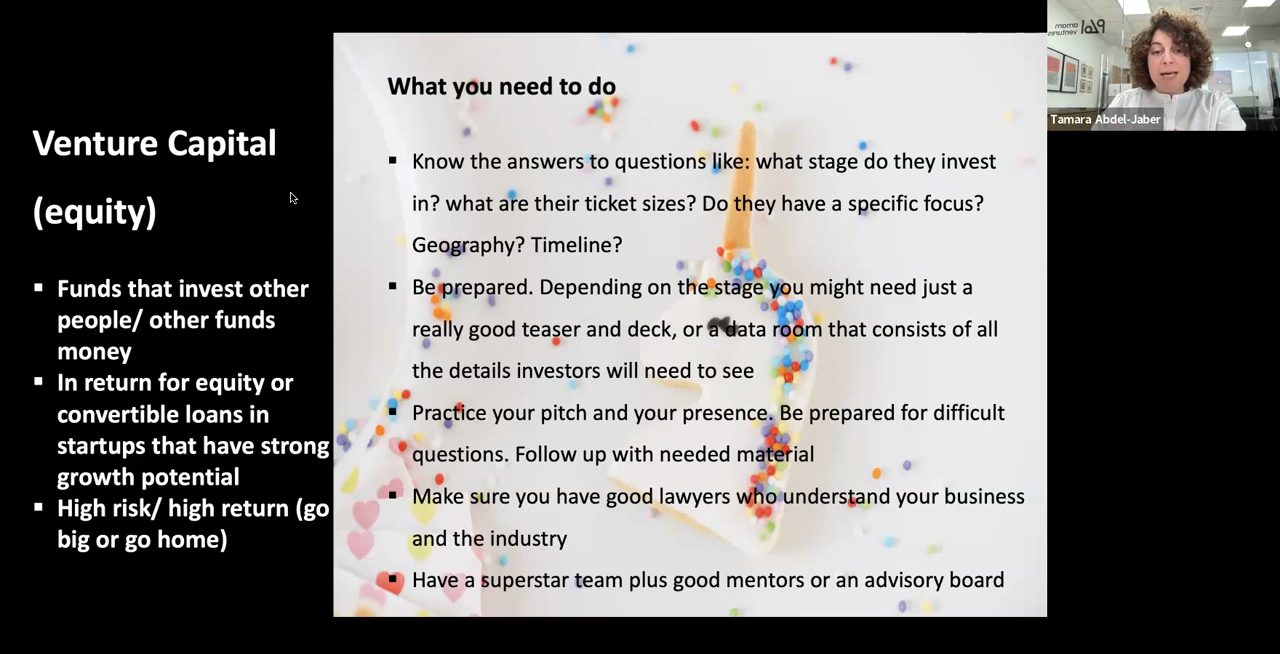 Venture Capital
(equity)
▪ Funds that invest other
people/ other funds
money
▪ In return for equity or
convertible loans in
startups that have strong
growth potential
▪ High risk/ high return (go
big or go home)
What you need to do
▪ Know the answers to questions like: what stage do they invest
in? what are their ticket sizes? Do they have a specific focus?
Geography? Timeline?
▪ Be prepared. Depending on the stage you might need just a
really good teaser and deck, or a data room that consists of all
the details investors will need to see
▪ Practice your pitch and your presence. Be prepared for difficult
questions. Follow up with needed material
▪ Make sure you have good lawyers who understand your business
and the industry
▪ Have a superstar team plus good mentors or an advisory board
amam
ventures
Tamara Abdel-Jaber